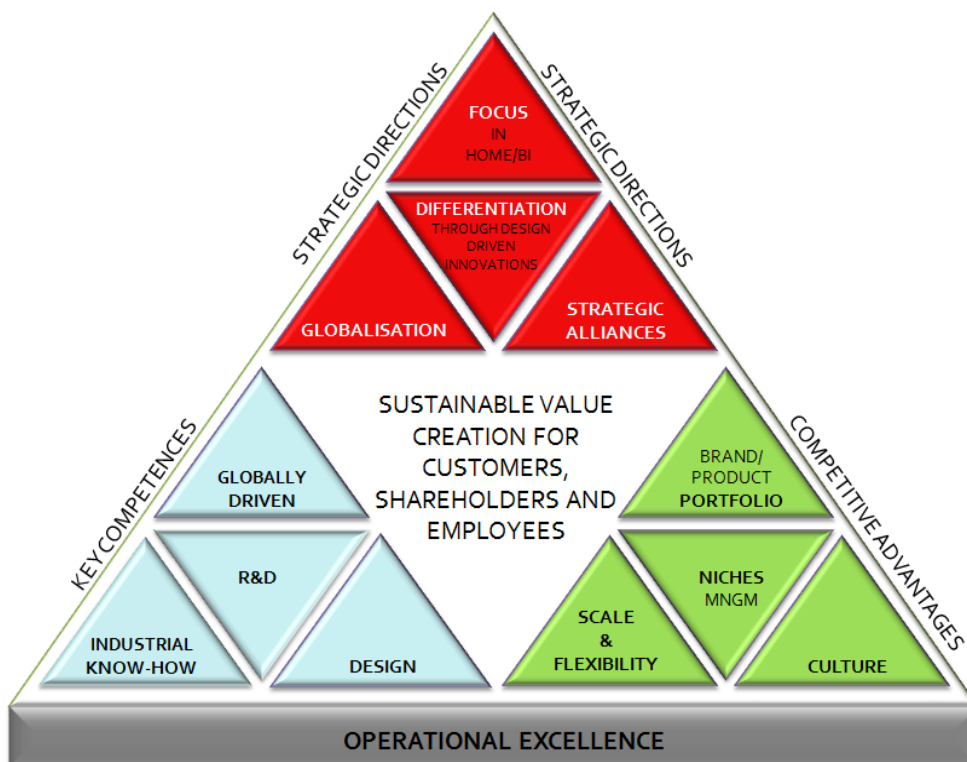 STRATEGIC DIRECTIONS
STRATEGIC DIRECTIONS
FOCUS
IN
HOME/BI
DIFFERENTIATION
THROUGH DESIGN
DRIVEN
INNOVATIONS
GLOBALISATION
STRATEGIC
ALLIANCES
KEY COMPETENCES
GLOBALLY
DRIVEN
R&D
INDUSTRIAL
KNOW-HOW
DESIGN
SUSTAINABLE VALUE
CREATION FOR
CUSTOMERS,
SHAREHOLDERS AND
EMPLOYEES
COMPETITIVE ADVANTAGES
BRAND/
PRODUCT
PORTFOLIO
NICHES
MNGM
SCALE
&
FLEXIBILITY
CULTURE
OPERATIONAL EXCELLENCE